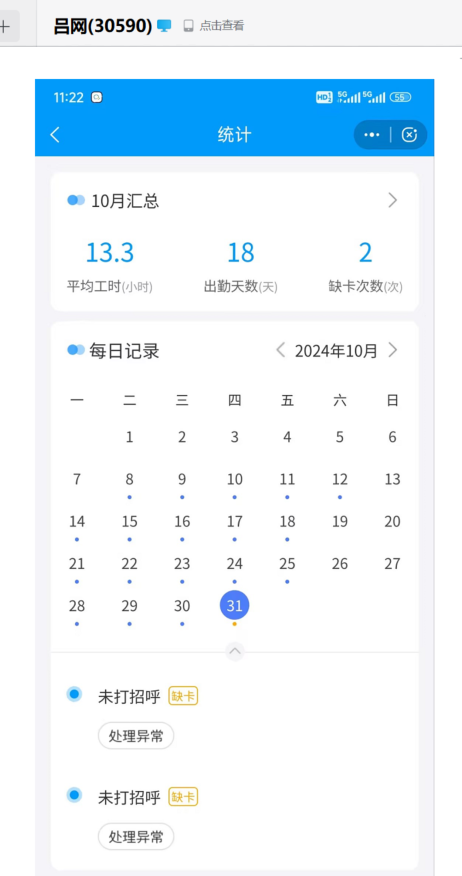 吕网(30590) 点击查看
11:22 HD 5G 5G 55
统计
10月汇总
13.3 18 2
平均工时(小时) 出勤天数(天) 缺卡次数(次)
每日记录 2024年10月
一 二 三 四 五 六 日
1 2 3 4 5 6
7 8 9 10 11 12 13
14 15 16 17 18 19 20
21 22 23 24 25 26 27
28 29 30 31
未打招呼 缺卡
处理异常
未打招呼 缺卡
处理异常